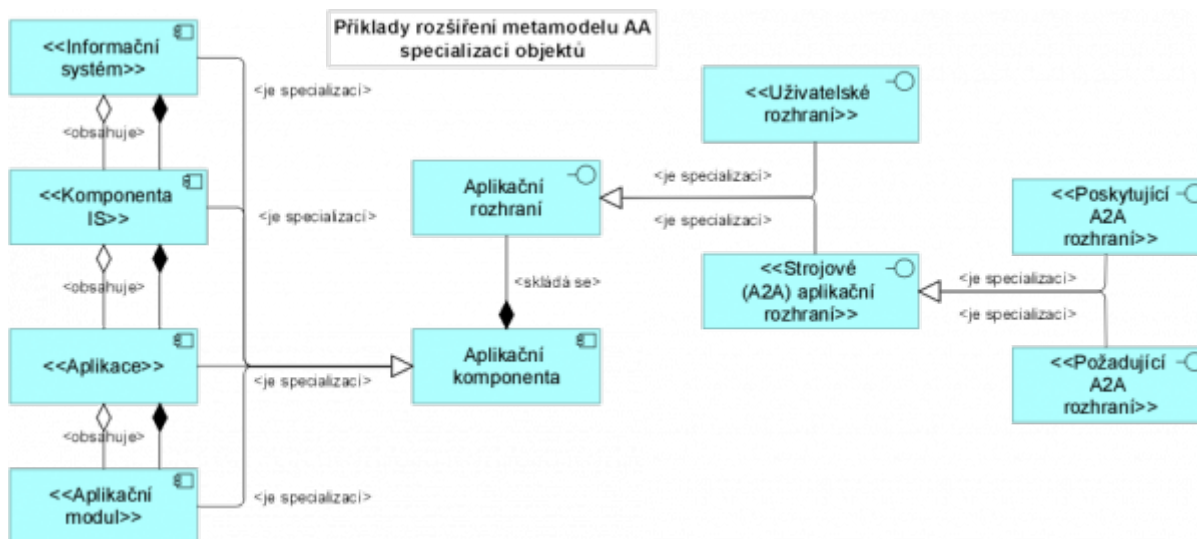 Příklady rozšíření metamodelu AA
specializací objektů
<<Informační
systém>>
<je specializací>
<obsahuje>
<<Komponenta
IS>>
<je specializací>
<obsahuje>
<<Aplikace>>
<je specializací>
<obsahuje>
<<Aplikační
modul>>
<je specializací>
Aplikační
rozhraní
<skládá se>
Aplikační
komponenta
<je specializací>
<je specializací>
<<Uživatelské
rozhraní>>
<<Strojové
(A2A) aplikační
rozhraní>>
<je specializací>
<je specializací>
<<Poskytující
A2A
rozhraní>>
<<Požadující
A2A
rozhraní>>